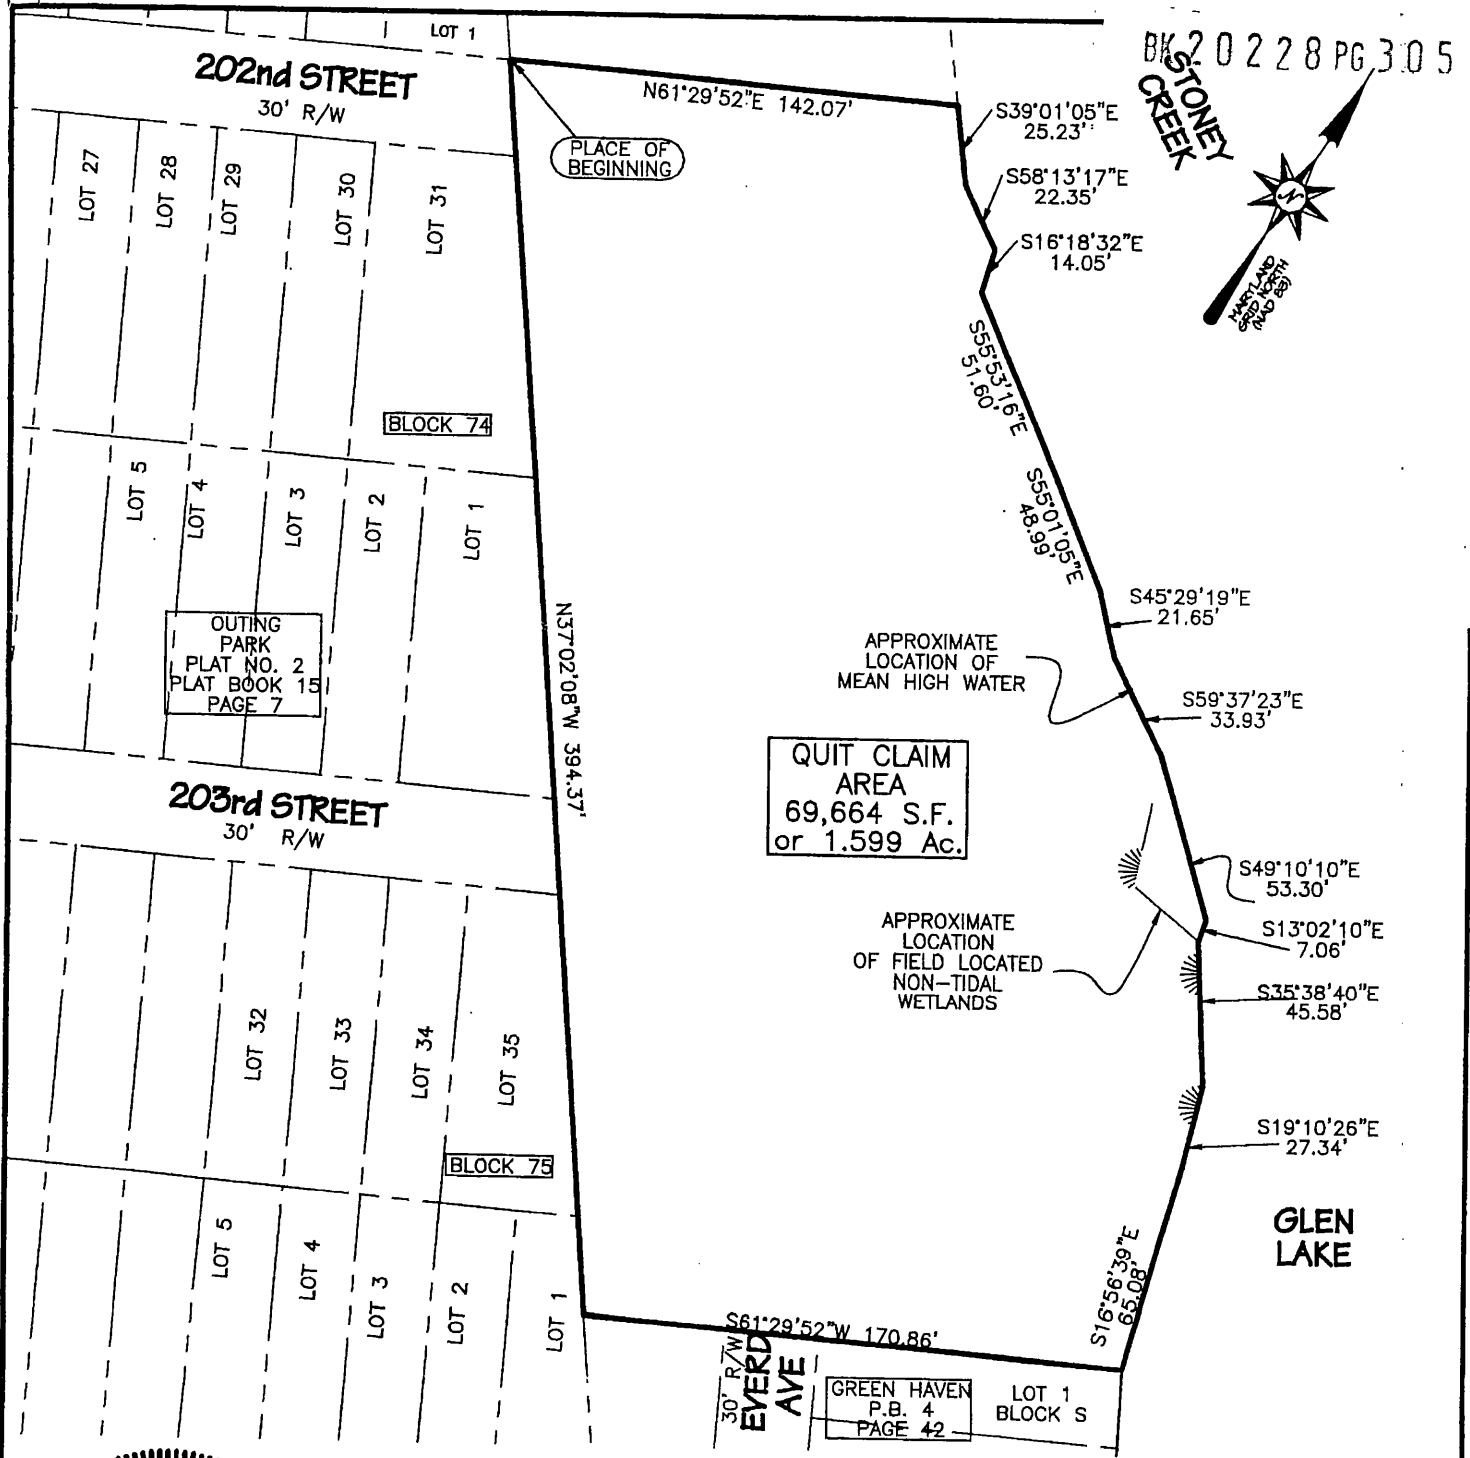 BK 20228 PG 305
LOT 1
202nd STREET
30' R/W
N61°29'52"E 142.07'
PLACE OF
BEGINNING
S39°01'05"E
25.23'
STONEY
CREEK
S58°13'17"E
22.35'
S16°18'32"E
14.05'
N
MARYLAND
GRID NORTH
(NAD 83)
LOT 27
LOT 28
LOT 29
LOT 30
LOT 31
S55°53'16"E
51.60'
BLOCK 74
LOT 5
LOT 4
LOT 3
LOT 2
LOT 1
S55°01'05"E
48.99'
S45°29'19"E
21.65'
OUTING
PARK
PLAT NO. 2
PLAT BOOK 15
PAGE 7
N37°02'08"W 394.37'
APPROXIMATE
LOCATION OF
MEAN HIGH WATER
S59°37'23"E
33.93'
QUIT CLAIM
AREA
69,664 S.F.
or 1.599 Ac.
203rd STREET
30' R/W
S49°10'10"E
53.30'
S13°02'10"E
7.06'
APPROXIMATE
LOCATION
OF FIELD LOCATED
NON-TIDAL
WETLANDS
S35°38'40"E
45.58'
LOT 32
LOT 33
LOT 34
LOT 35
S19°10'26"E
27.34'
BLOCK 75
GLEN
LAKE
LOT 5
LOT 4
LOT 3
LOT 2
LOT 1
S16°56'39"E
65.08'
S61°29'52"W 170.86'
30' R/W
EVERD
AVE
GREEN HAVEN
P.B. 4
PAGE 42
LOT 1
BLOCK S